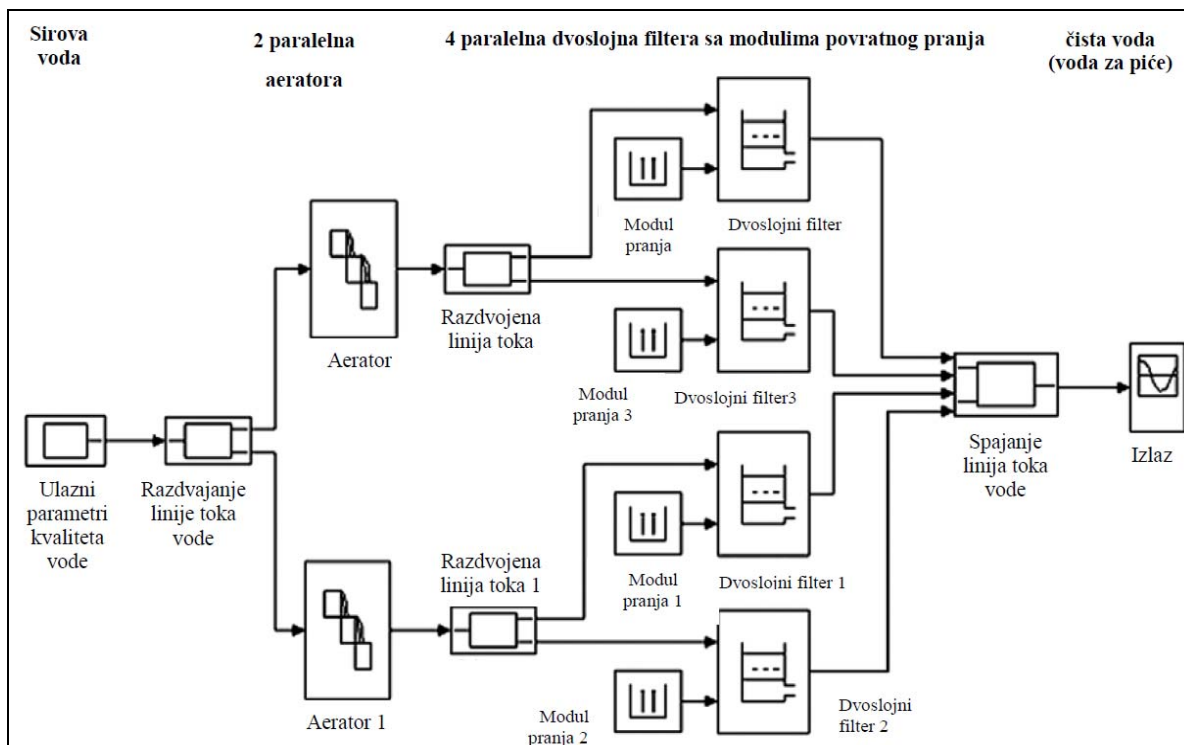 Sirova
voda
2 paralelna
aeratora
4 paralelna dvoslojna filtera sa modulima povratnog pranja
čista voda
(voda za piće)
Modul
pranja
Dvoslojni filter
Razdvojena
linija toka
Aerator
Modul
pranja 3
Dvoslojni filter3
Ulazni
parametri
kvaliteta
vode
Razdvajanje
linije toka
vode
Spajanje
linija toka
vode
Izlaz
Razdvojena
linija toka 1
Modul
pranja 1
Dvoslojni filter 1
Aerator 1
Modul
pranja 2
Dvoslojni
filter 2